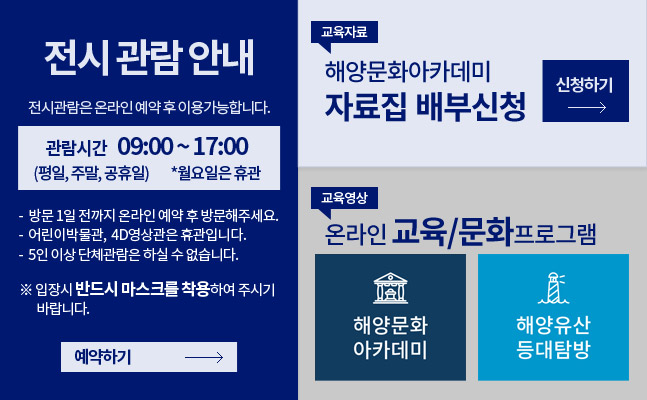 전시 관람 안내
전시관람은 온라인 예약 후 이용가능합니다.
관람시간 09:00 ~ 17:00
(평일, 주말, 공휴일) *월요일은 휴관
- 방문 1일 전까지 온라인 예약 후 방문해주세요.
- 어린이박물관, 4D영상관은 휴관입니다.
- 5인 이상 단체관람은 하실 수 없습니다.
※ 입장시 반드시 마스크를 착용하여 주시기
바랍니다.
예약하기
교육자료
해양문화아카데미
자료집 배부신청
신청하기
교육영상
온라인 교육/문화프로그램
해양문화
아카데미
해양유산
등대탐방